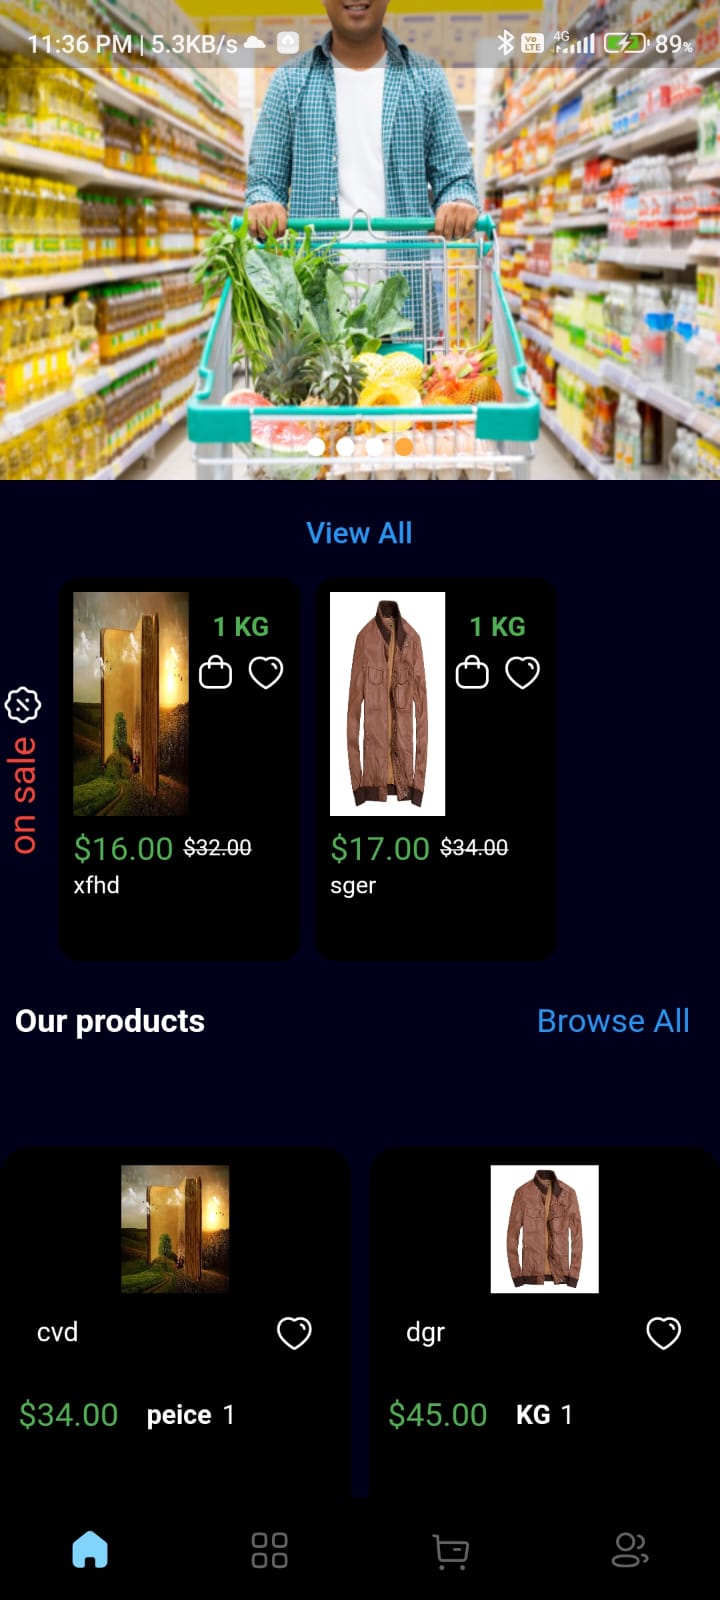 11:36 PM | 5.3KB/s Vo LTE 4G 89%
View All
1 KG
1 KG
on sale
$16.00 $32.00
xfhd
$17.00 $34.00
sger
Our products
Browse All
cvd
dgr
$34.00 peice 1
$45.00 KG 1